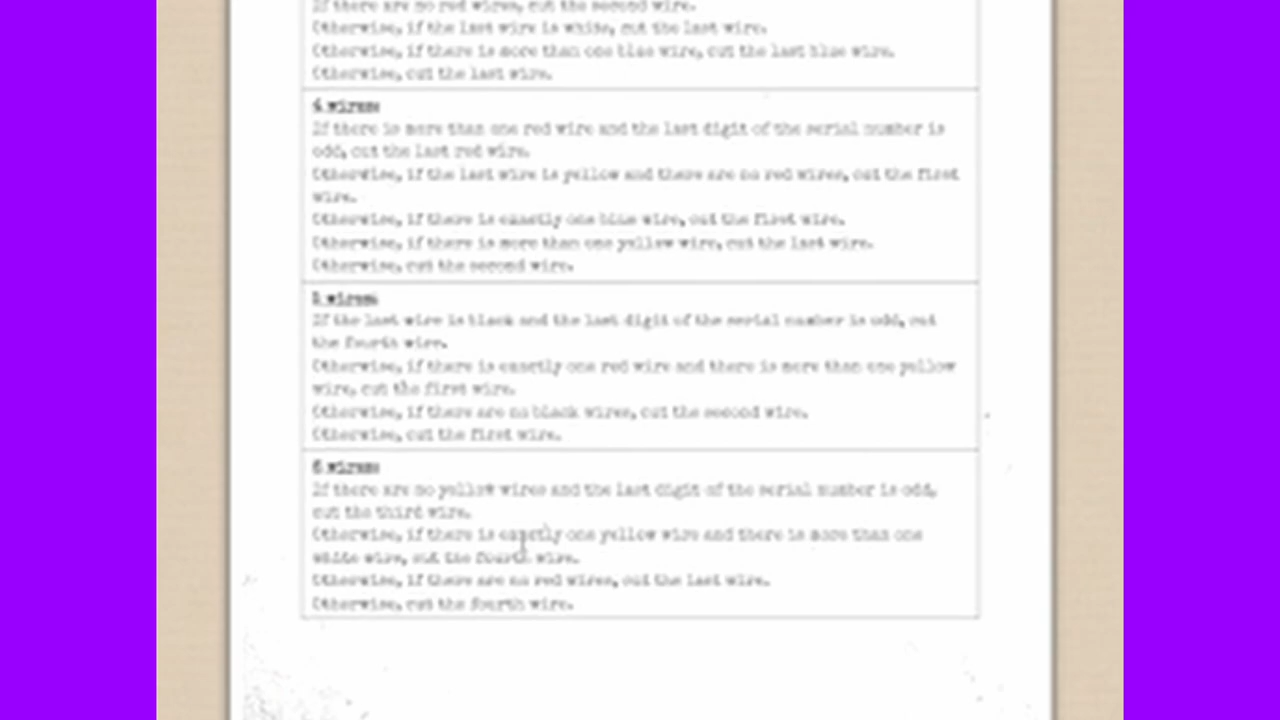 If there are no red wires, cut the second wire.
Otherwise, if the last wire is white, cut the last wire.
Otherwise, if there is more than one blue wire, cut the last blue wire.
Otherwise, cut the last wire.
4 wires:
If there is more than one red wire and the last digit of the serial number is
odd, cut the last red wire.
Otherwise, if the last wire is yellow and there are no red wires, cut the first
wire.
Otherwise, if there is exactly one blue wire, cut the first wire.
Otherwise, if there is more than one yellow wire, cut the last wire.
Otherwise, cut the second wire.
5 wires:
If the last wire is black and the last digit of the serial number is odd, cut
the fourth wire.
Otherwise, if there is exactly one red wire and there is more than one yellow
wire, cut the first wire.
Otherwise, if there are no black wires, cut the second wire.
Otherwise, cut the first wire.
6 wires:
If there are no yellow wires and the last digit of the serial number is odd,
cut the third wire.
Otherwise, if there is exactly one yellow wire and there is more than one
white wire, cut the fourth wire.
Otherwise, if there are no red wires, cut the last wire.
Otherwise, cut the fourth wire.